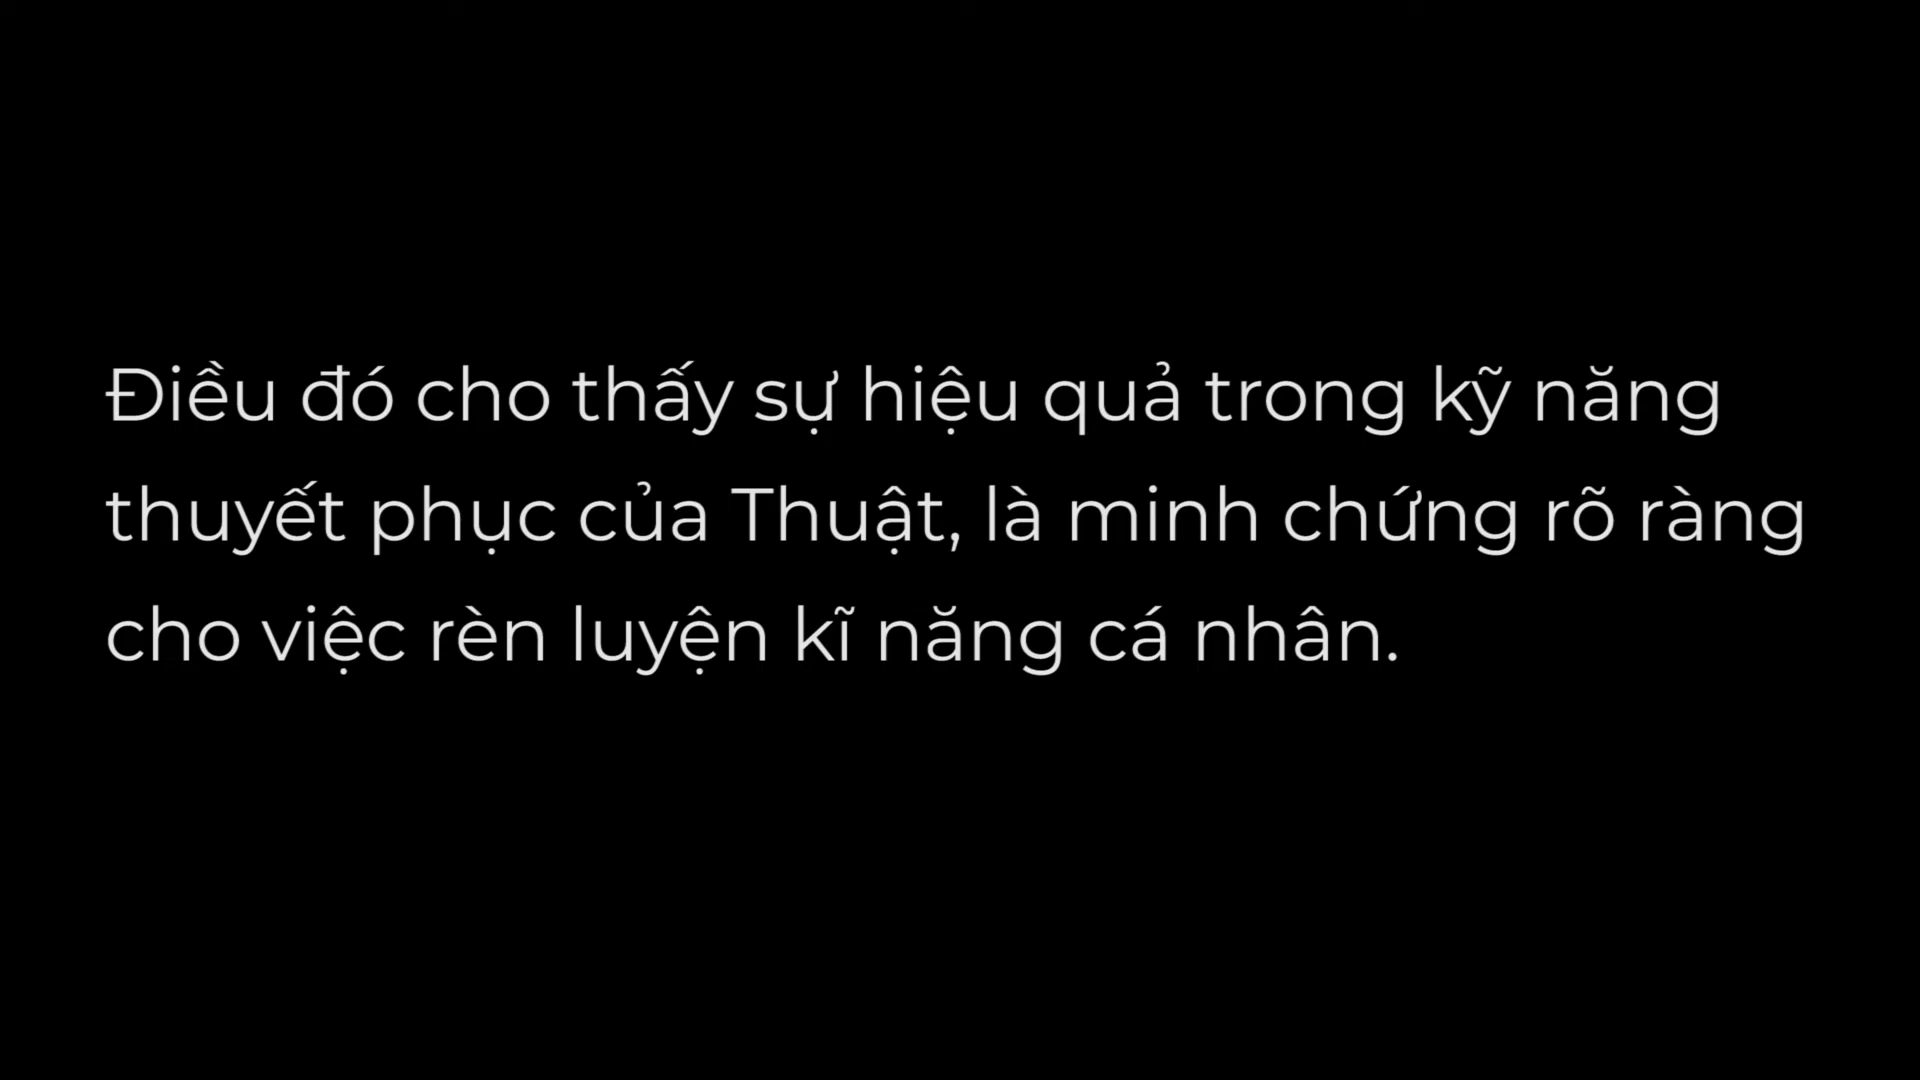 Điều đó cho thấy sự hiệu quả trong kỹ năng
thuyết phục của Thuật, là minh chứng rõ ràng
cho việc rèn luyện kĩ năng cá nhân.